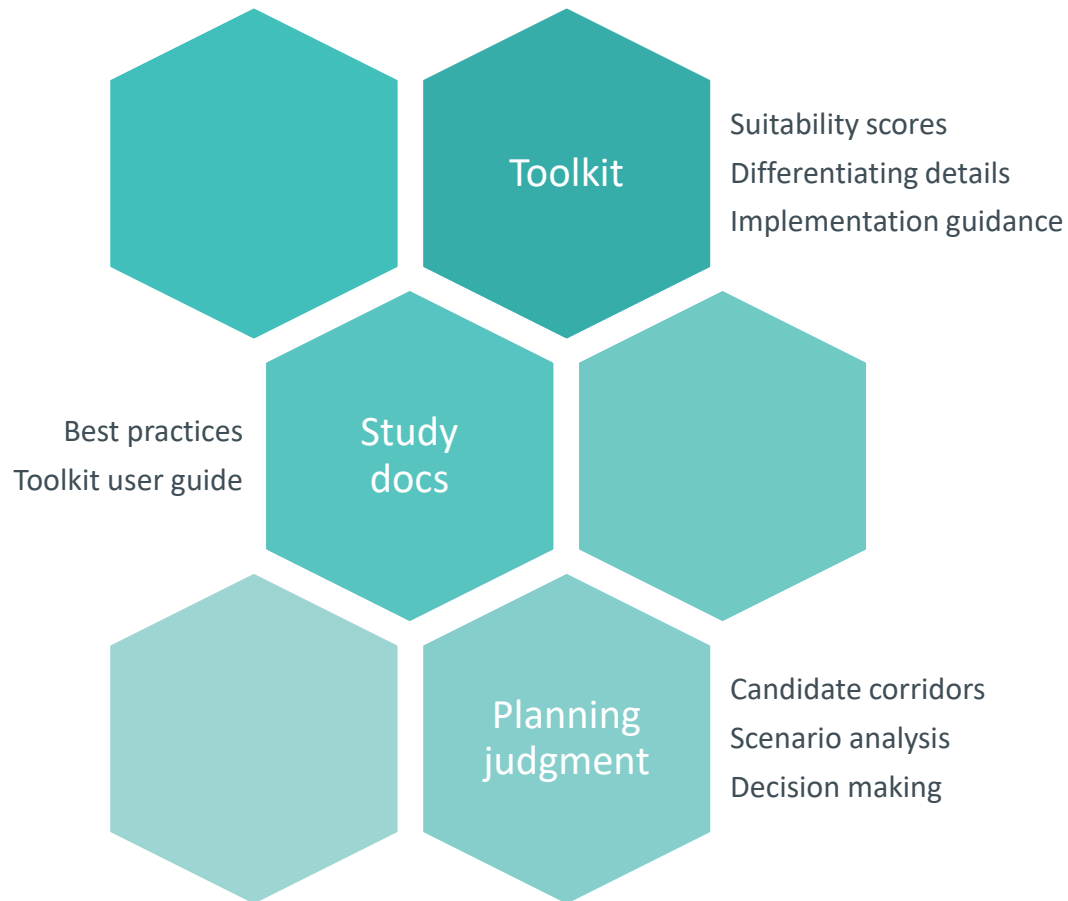 Toolkit
Suitability scores
Differentiating details
Implementation guidance
Best practices
Toolkit user guide
Study
docs
Planning
judgment
Candidate corridors
Scenario analysis
Decision making